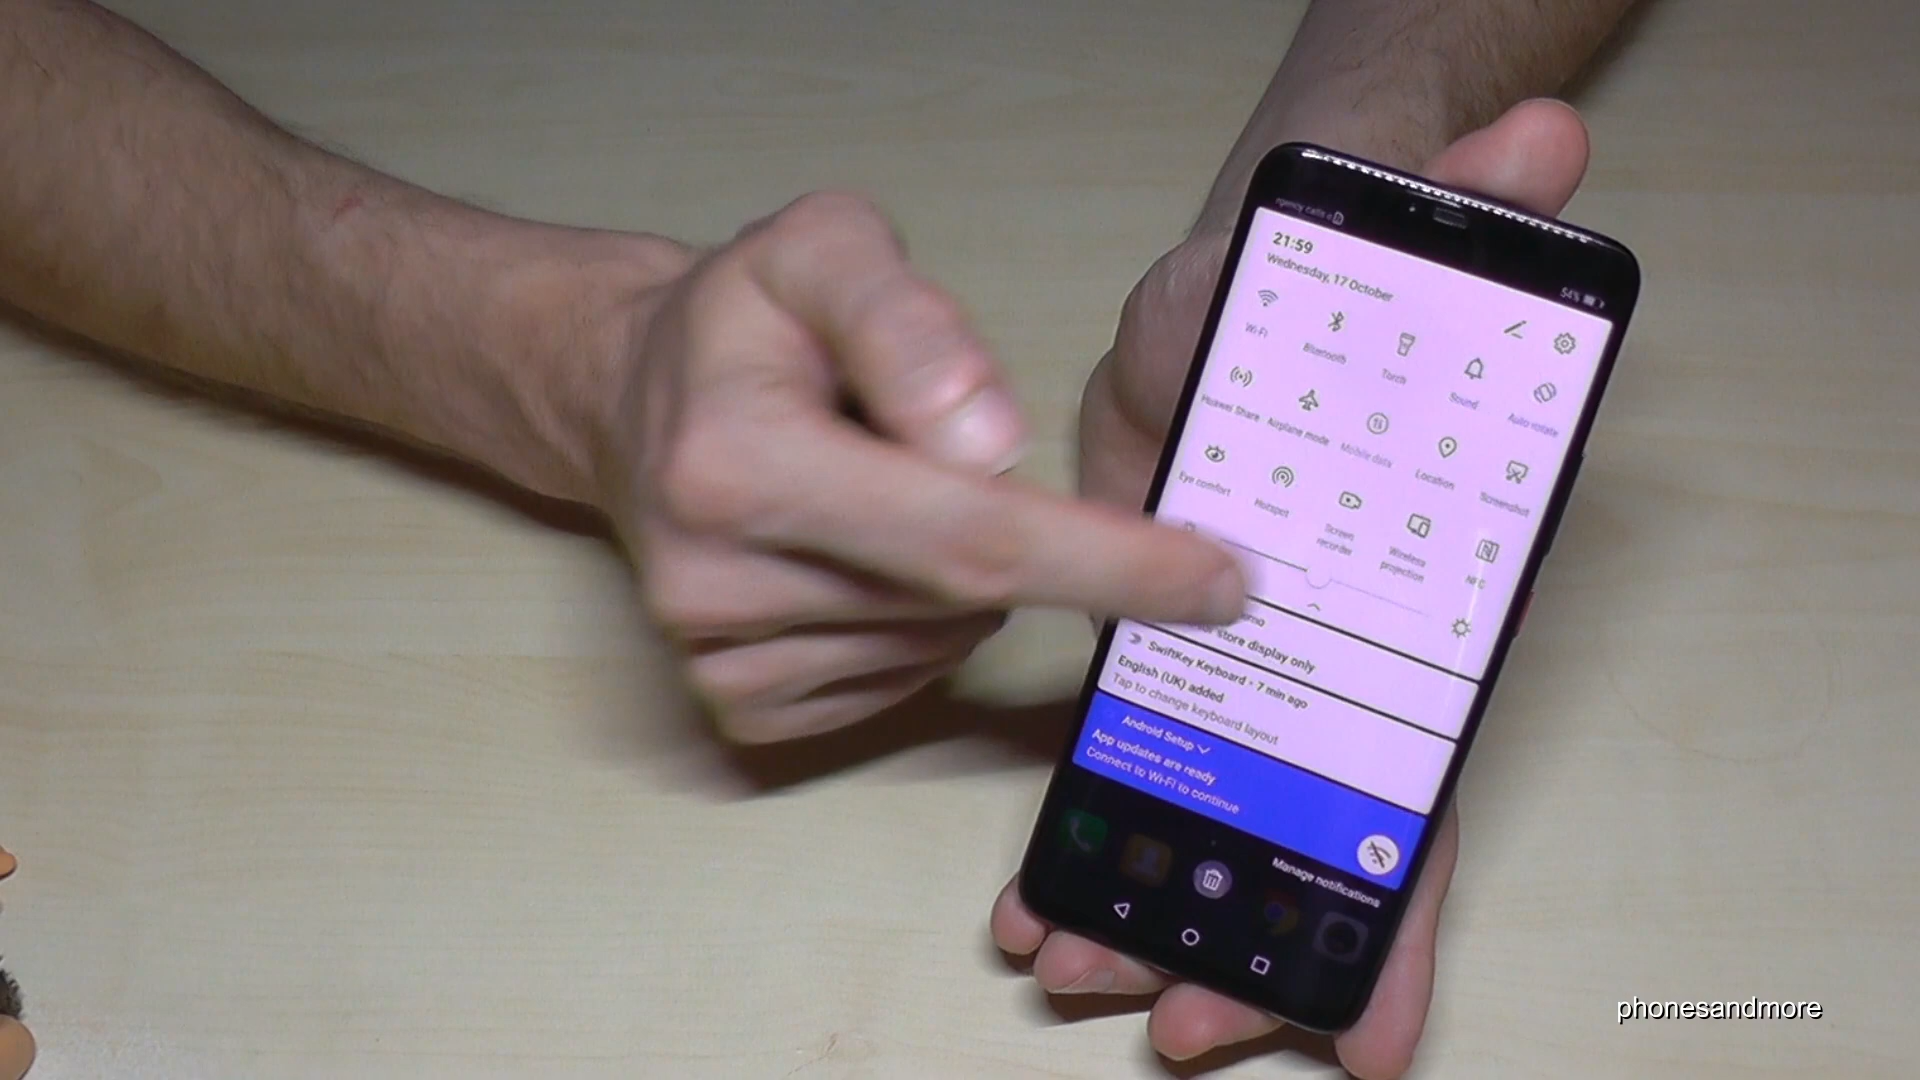 21:59
54%
Wednesday, 17 October
Wi-Fi
Bluetooth
Torch
Sound
Auto rotate
Huawei Share
Airplane mode
Mobile data
Location
Screenshot
Eye comfort
Hotspot
Screen recorder
Wireless projection
NFC
store display only
SwiftKey Keyboard • 7 min ago
English (UK) added
Tap to change keyboard layout
Android Setup
App updates are ready
Connect to Wi-Fi to continue
Manage notifications
phonesandmore